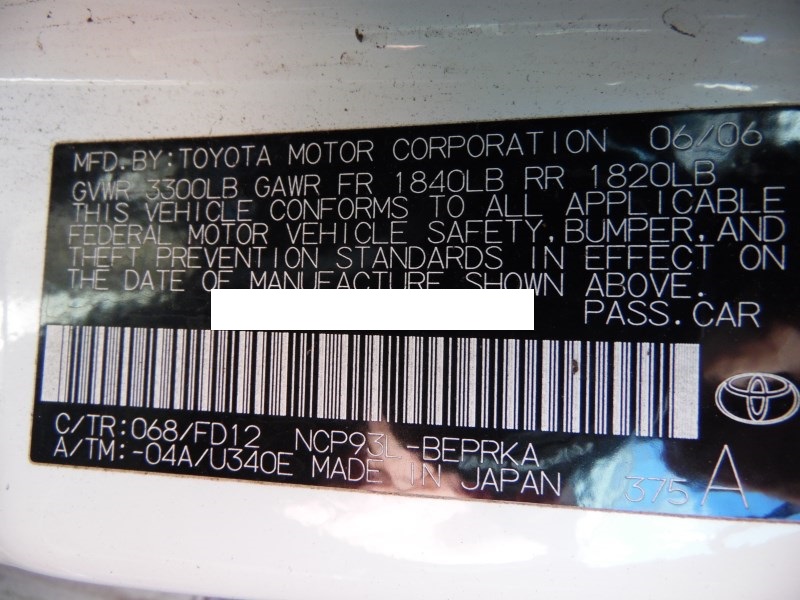 MFD. BY: TOYOTA MOTOR CORPORATION 06/06
GVWR 3300LB GAWR FR 1840LB RR 1820LB
THIS VEHICLE CONFORMS TO ALL APPLICABLE
FEDERAL MOTOR VEHICLE SAFETY, BUMPER, AND
THEFT PREVENTION STANDARDS IN EFFECT ON
THE DATE OF MANUFACTURE SHOWN ABOVE.
PASS. CAR
C/TR: 068/FD12 NCP93L-BEPRKA
A/TM: -04A/U340E MADE IN JAPAN 375 A